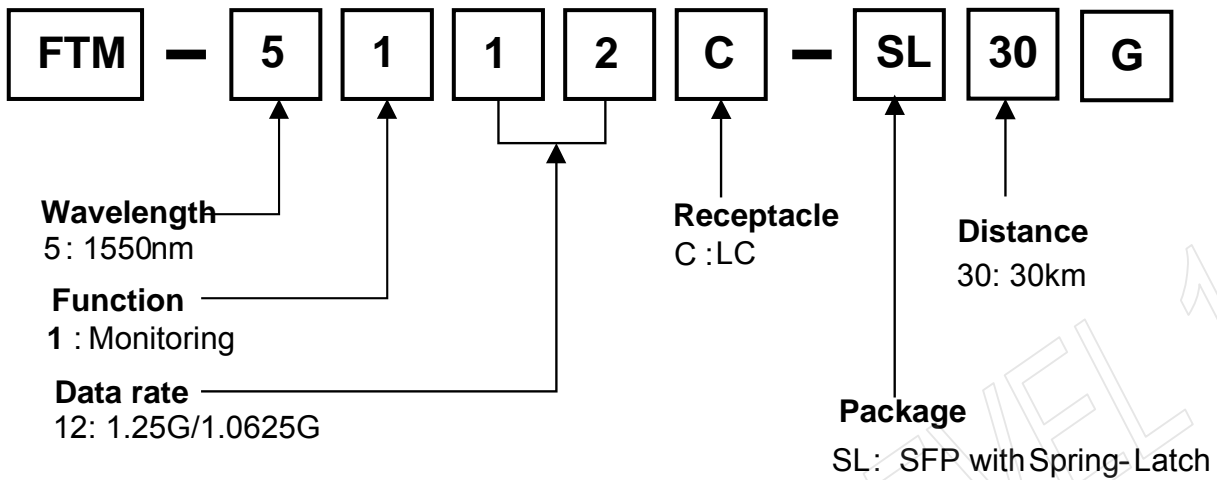 FTM - 5 1 1 2 C - SL 30 G
Wavelength
5: 1550nm
Function
1 : Monitoring
Data rate
12: 1.25G/1.0625G
Receptacle
C :LC
Distance
30: 30km
Package
SL: SFP with Spring-Latch